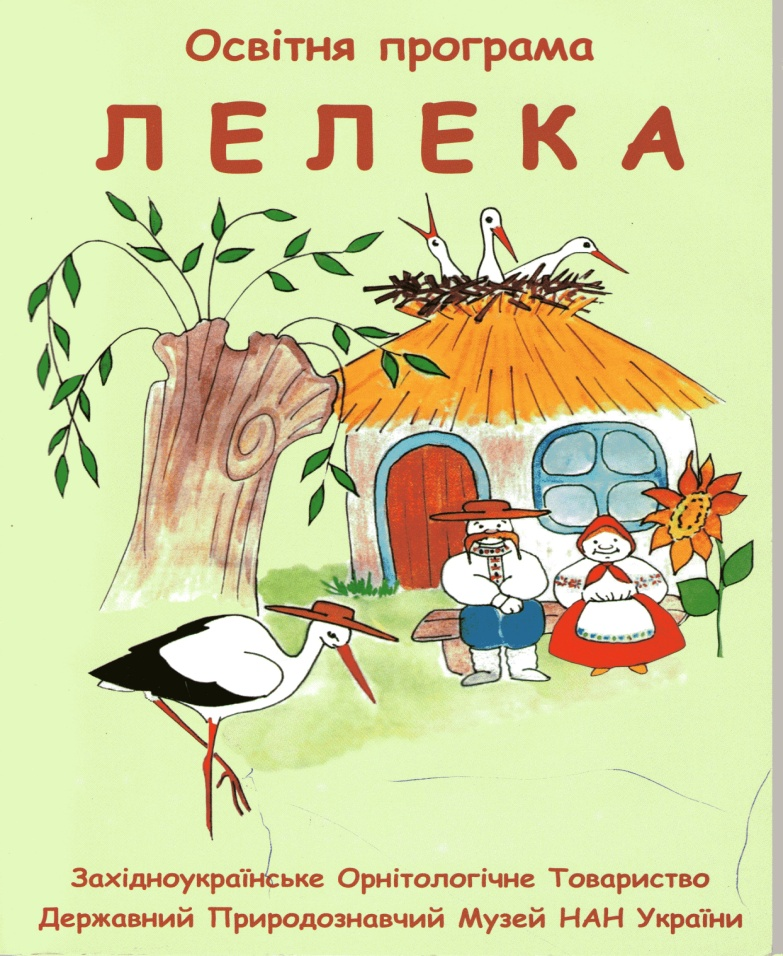 Освітня програма
ЛЕЛЕКА
Західноукраїнське Орнітологічне Товариство
Державний Природознавчий Музей НАН України